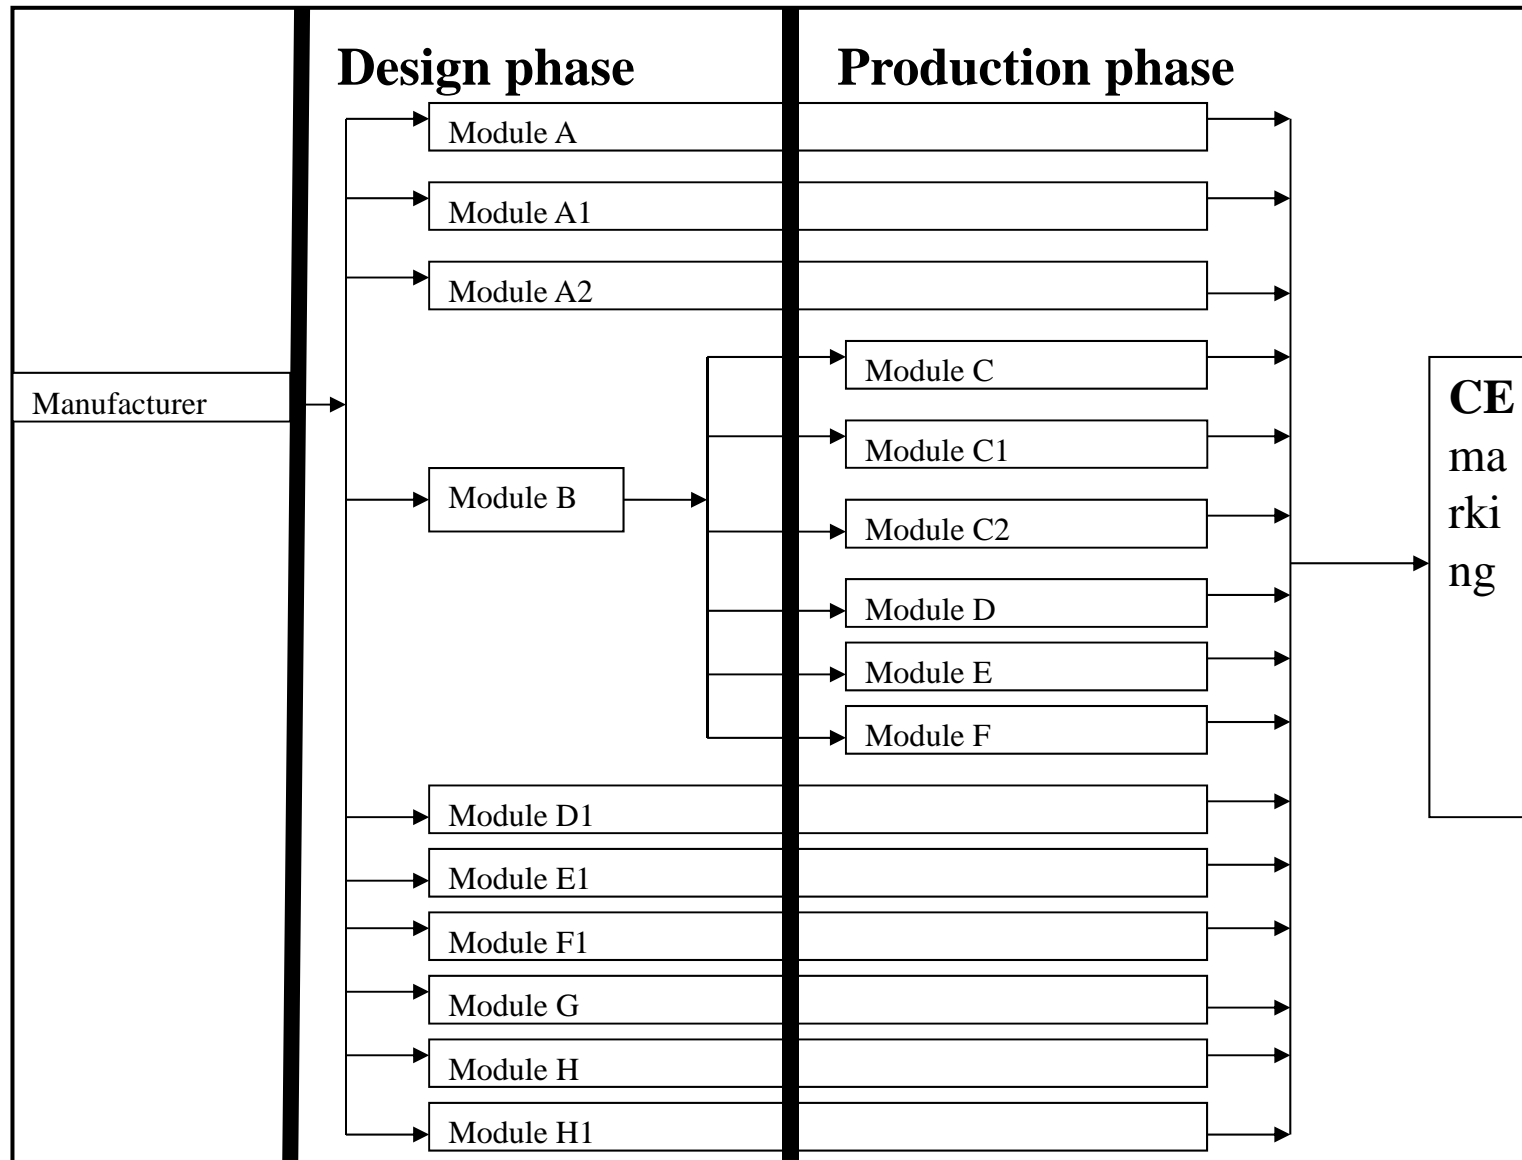 Design phase
Production phase
Module A
Module A1
Module A2
Module C
Manufacturer
CE
ma
rki
ng
Module C1
Module B
Module C2
Module D
Module E
Module F
Module D1
Module E1
Module F1
Module G
Module H
Module H1